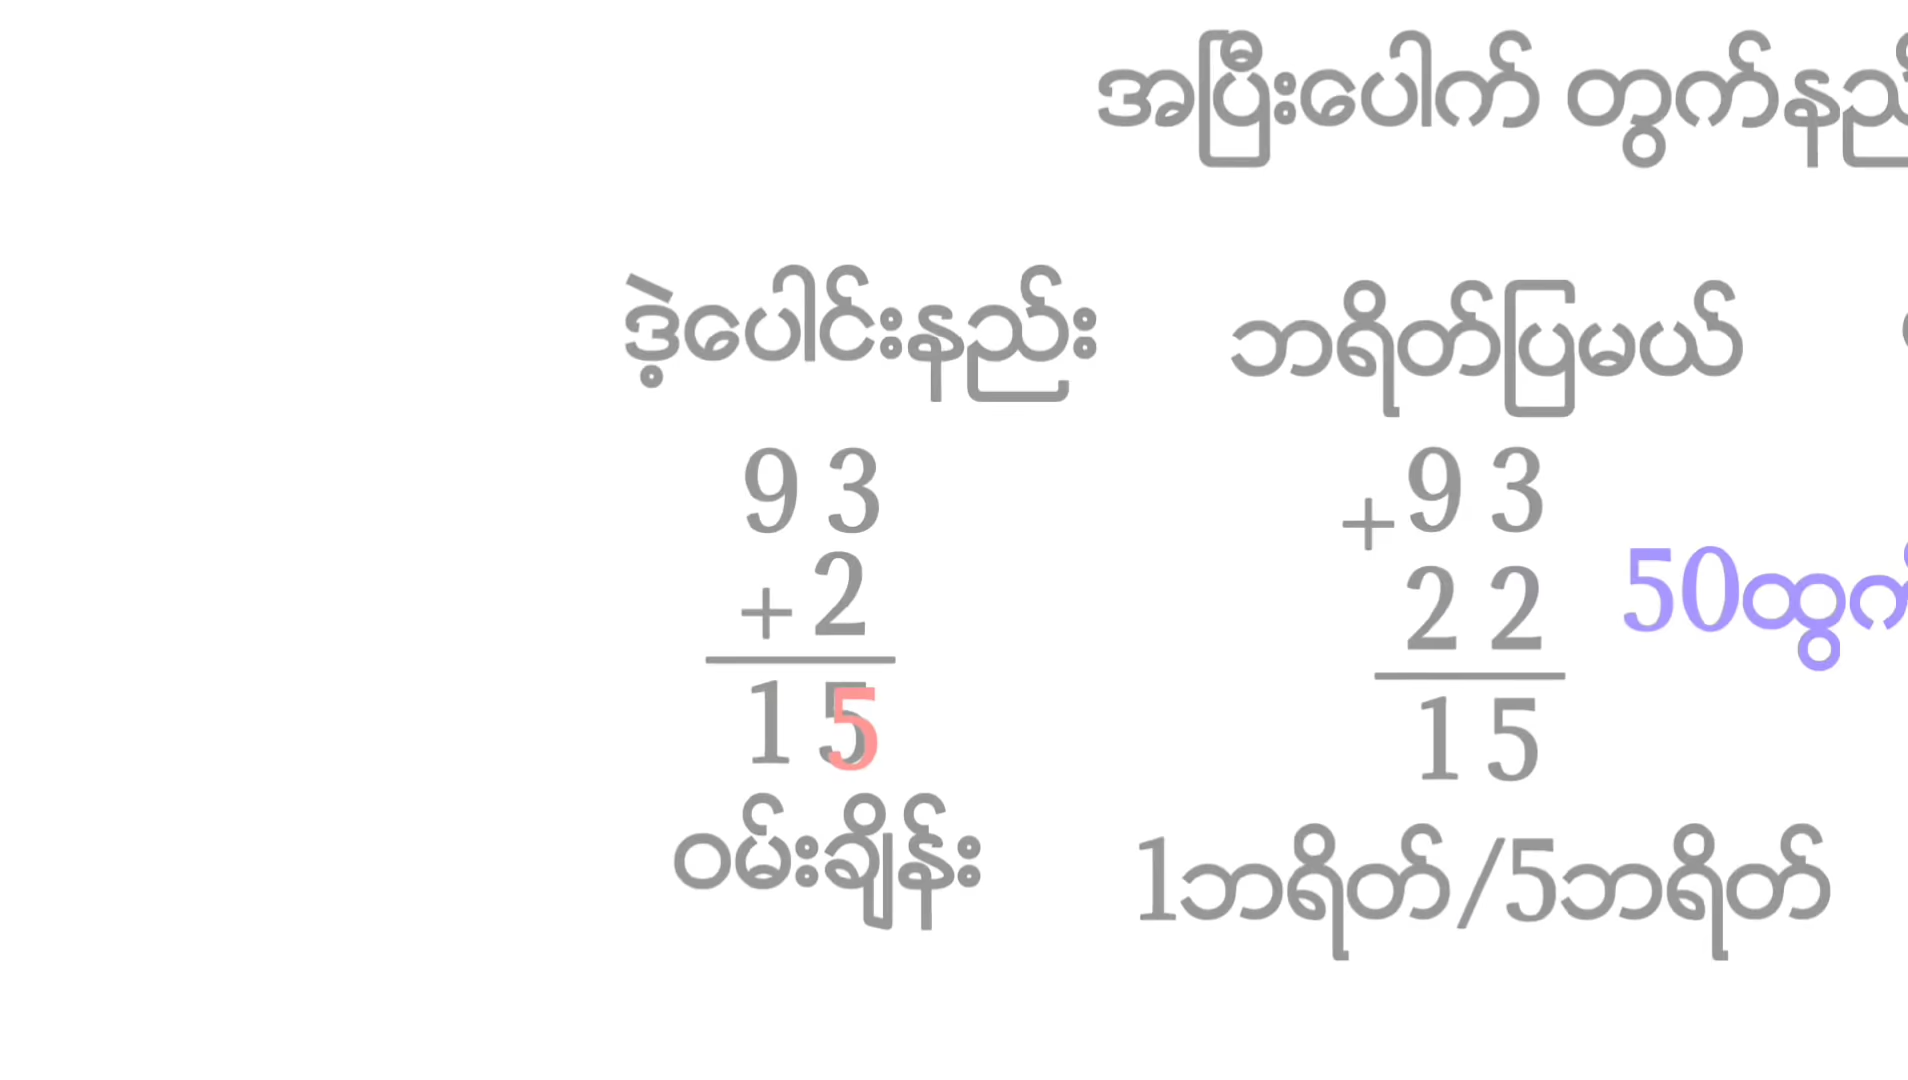 အပြီးပေါက် တွက်နည်
ဒဲ့ပေါင်းနည်း
ဘရိတ်ပြမယ်
9 3
+ 2
1 5
5
ဝမ်းချိန်း
+ 9 3
2 2
1 5
50ထွက်
1ဘရိတ်/5ဘရိတ်